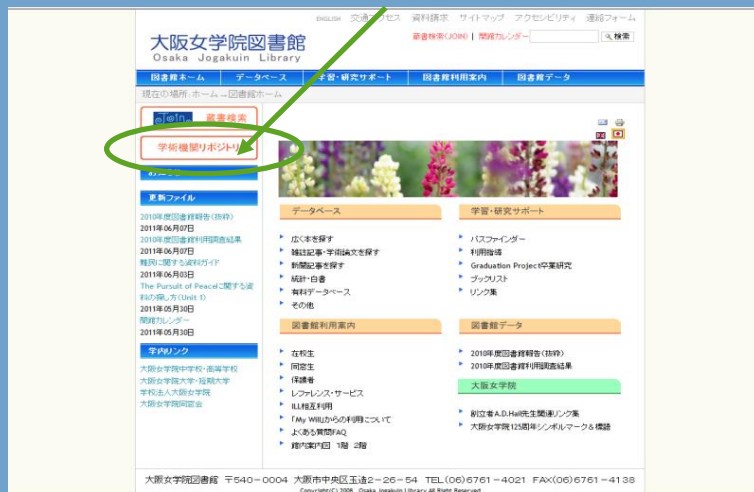 ENGLISH 交通アクセス 資料請求 サイトマップ アクセシビリティ 連絡フォーム
大阪女学院図書館
Osaka Jogakuin Library
蔵書検索(JOIN) | 開館カレンダー 検索
図書館ホーム データベース 学習・研究サポート 図書館利用案内 図書館データ
現在の場所: ホーム → 図書館ホーム
蔵書検索
学術機関リポジトリ
更新ファイル
2010年度図書館報告(抜粋)
2011年06月07日
2010年度図書館利用調査結果
2011年06月07日
難民に関する資料ガイド
2011年06月03日
The Pursuit of Peaceに関する資
料の探し方(Unit 1)
2011年05月30日
開館カレンダー
2011年05月30日
学内リンク
大阪女学院中学校・高等学校
大阪女学院大学・短期大学
学校法人大阪女学院
大阪女学院同窓会
データベース
広く本を探す
雑誌記事・学術論文を探す
新聞記事を探す
統計・白書
有料データベース
その他
学習・研究サポート
パスファインダー
利用指導
Graduation Project卒業研究
ブックリスト
リンク集
図書館利用案内
在校生
同窓生
保護者
レファレンス・サービス
ILL相互利用
「My Will」からの利用について
よくある質問FAQ
館内案内図 1階 2階
図書館データ
2010年度図書館報告(抜粋)
2010年度図書館利用調査結果
大阪女学院
創立者A.D.Hail先生関連リンク集
大阪女学院125周年シンボルマーク&標語
大阪女学院図書館 〒540-0004 大阪市中央区玉造2-26-54 TEL(06)6761-4021 FAX(06)6761-4138
Copyright(C) 2008 Osaka Jogakuin Library All Right Reserved